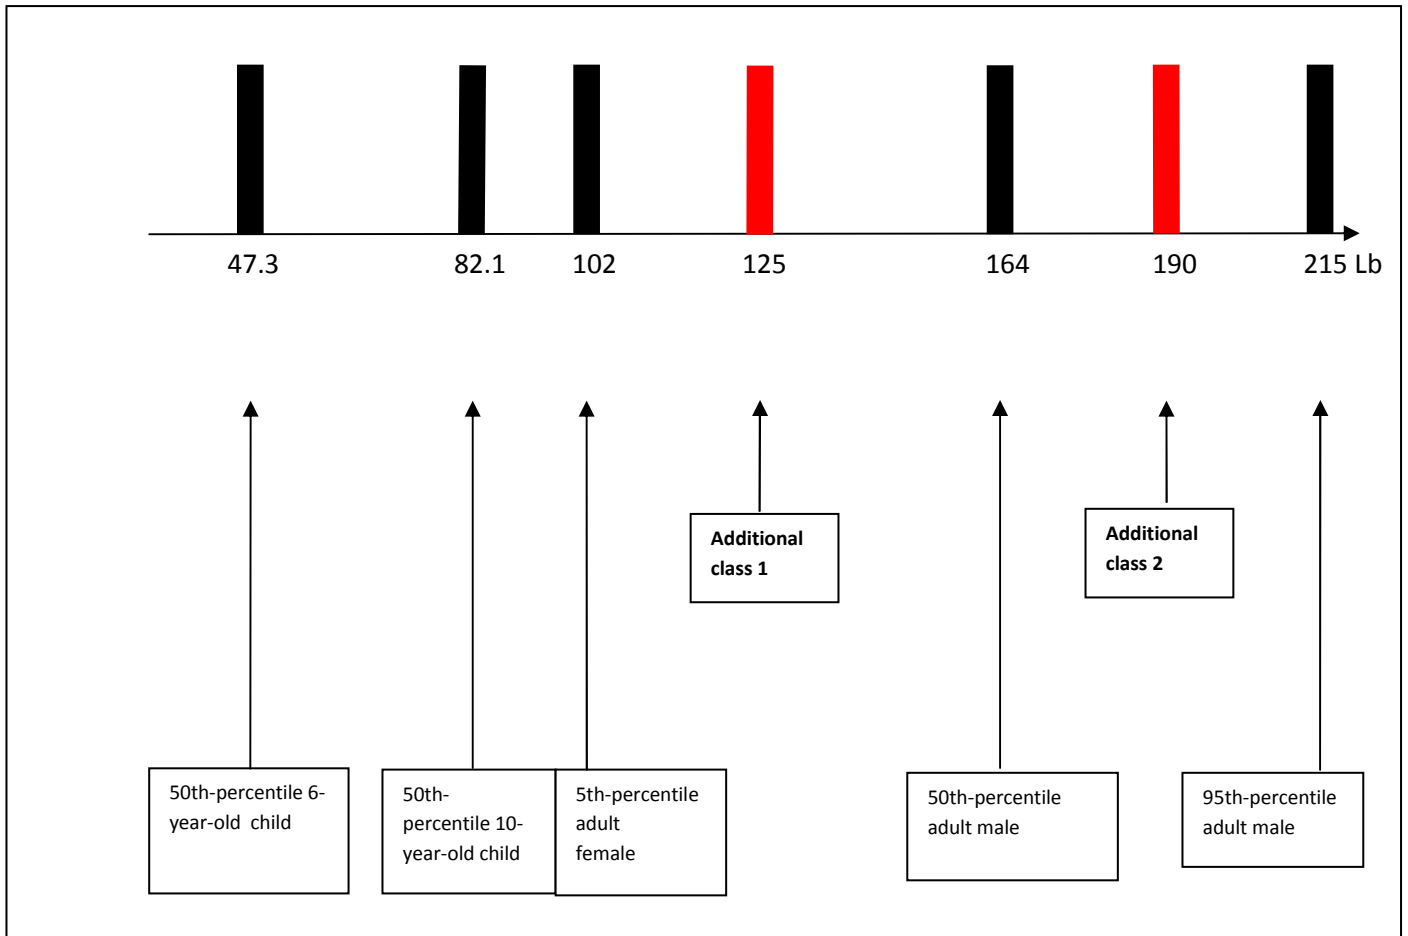 47.3 82.1 102 125 164 190 215 Lb
Additional
class 1
Additional
class 2
50th-percentile 6-
year-old child
50th-
percentile 10-
year-old child
5th-percentile
adult
female
50th-percentile
adult male
95th-percentile
adult male